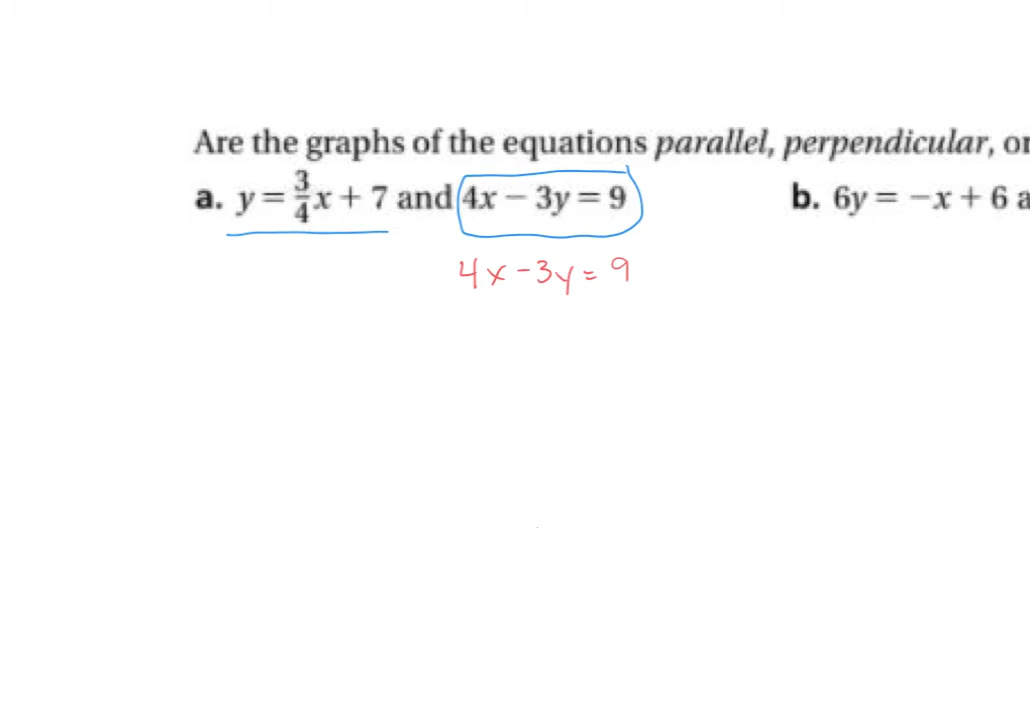 Are the graphs of the equations parallel, perpendicular, or
a. y = 3/4 x + 7 and 4x − 3y = 9 b. 6y = −x + 6 a
4x-3y = 9